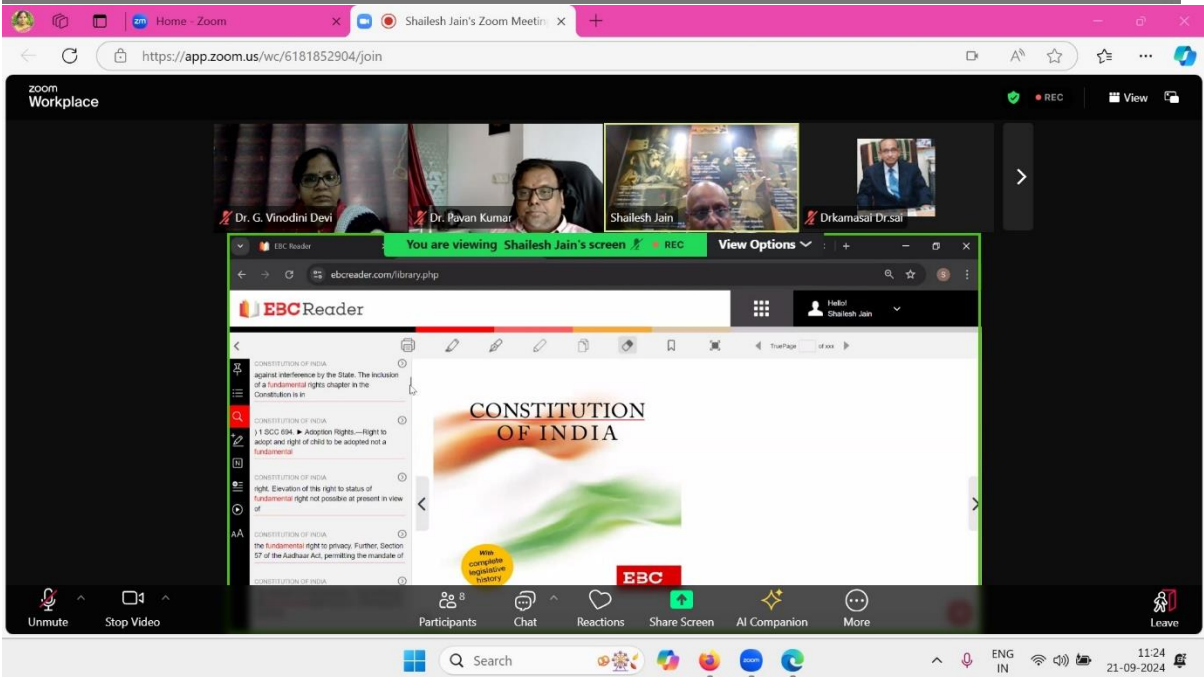 zm Home - Zoom
Shailesh Jain's Zoom Meetin
https://app.zoom.us/wc/6181852904/join
zoom
Workplace
REC
View
Dr. G. Vinodini Devi
Dr. Pavan Kumar
Shailesh Jain
Drkamasai Dr.sai
EBC Reader
You are viewing Shailesh Jain's screen
REC
View Options
ebcreader.com/library.php
S
EBC Reader
Hello!
Shailesh Jain
TruePage of xxx
CONSTITUTION OF INDIA
against interference by the State. The inclusion
of a fundamental rights chapter in the
Constitution is in
CONSTITUTION OF INDIA
) 1 SCC 694. ► Adoption Rights.—Right to
adopt and right of child to be adopted not a
fundamental
CONSTITUTION OF INDIA
right. Elevation of this right to status of
fundamental right not possible at present in view
of
CONSTITUTION OF INDIA
the fundamental right to privacy. Further, Section
57 of the Aadhaar Act, permitting the mandate of
CONSTITUTION OF INDIA
N
AA
CONSTITUTION
OF INDIA
With
complete
legislative
history
EBC
Unmute
Stop Video
8
Participants
Chat
Reactions
Share Screen
AI Companion
More
Leave
Search
zoom
ENG
IN
11:24
21-09-2024